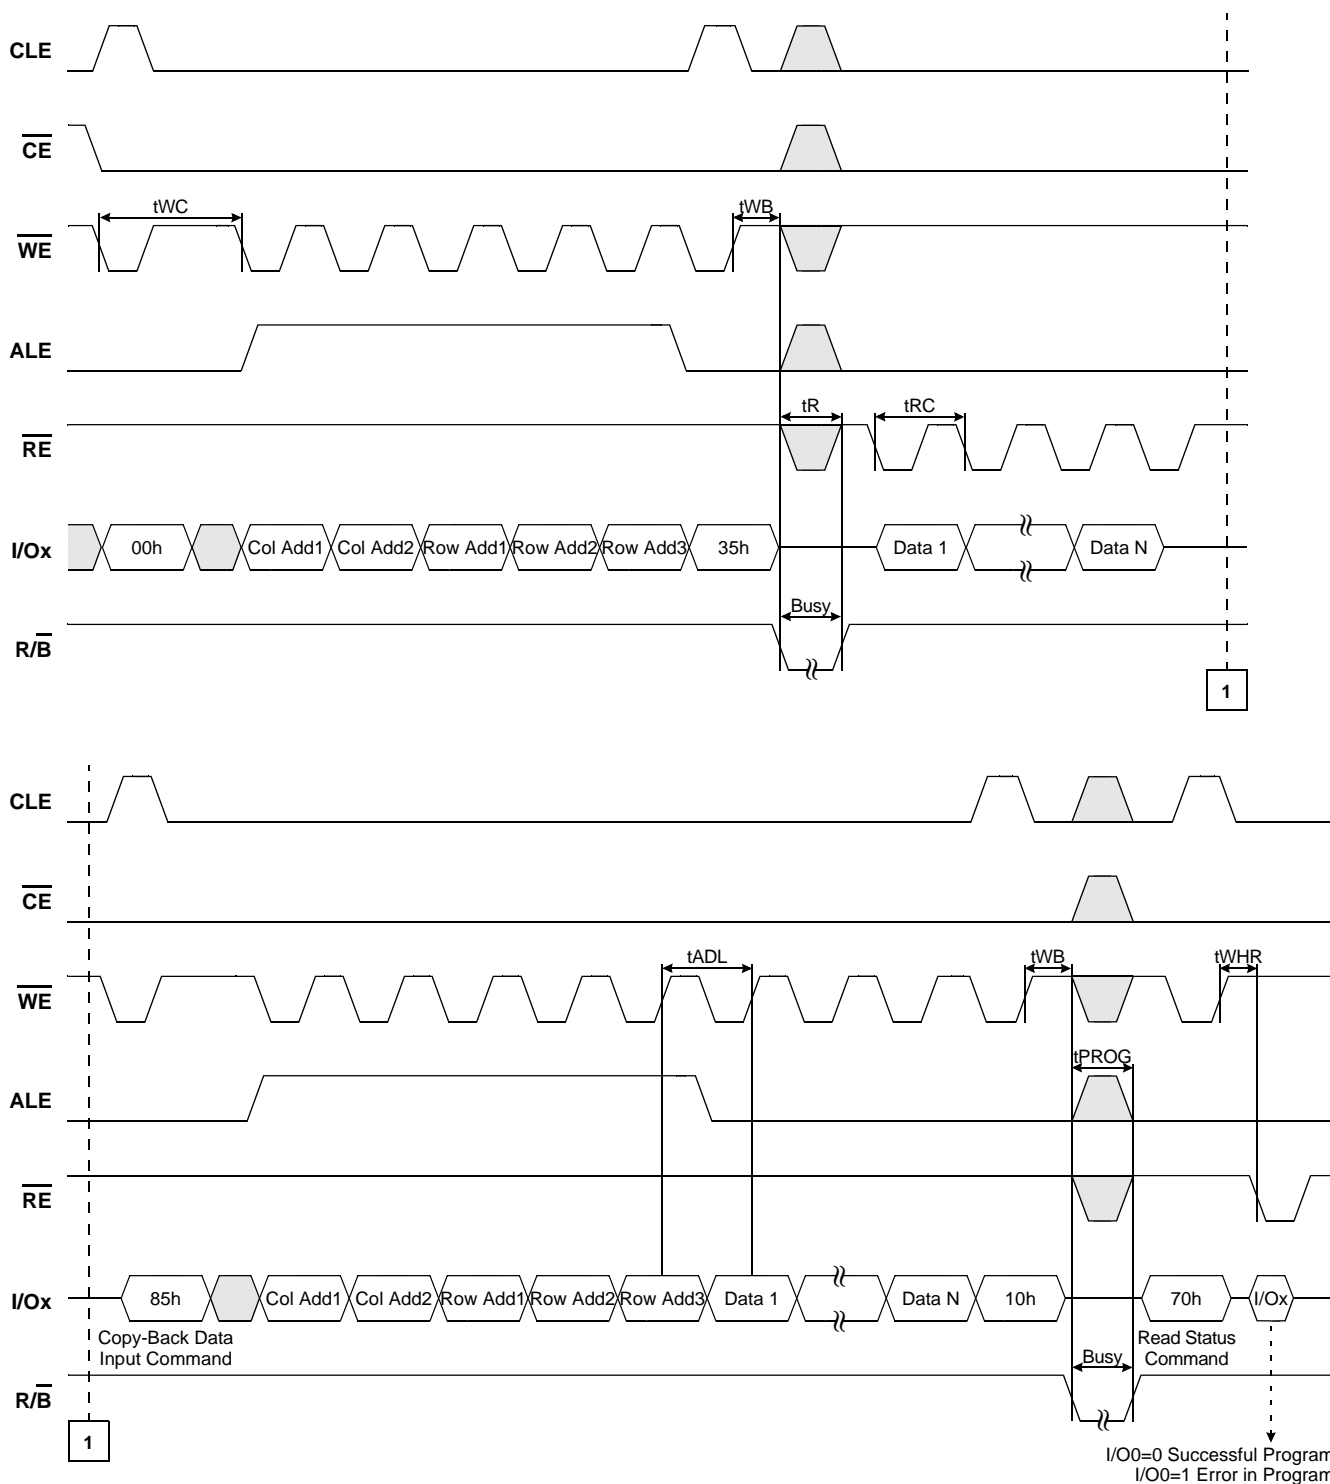 CLE
CE
tWC
tWB
WE
ALE
tR
tRC
RE
I/Ox
00h
Col Add1
Col Add2
Row Add1
Row Add2
Row Add3
35h
Data 1
Data N
Busy
R/B
1
CLE
CE
tADL
tWB
tWHR
WE
tPROG
ALE
RE
I/Ox
85h
Col Add1
Col Add2
Row Add1
Row Add2
Row Add3
Data 1
Data N
10h
70h
I/Ox
Copy-Back Data
Input Command
Read Status
Command
Busy
R/B
1
I/O0=0 Successful Program
I/O0=1 Error in Program